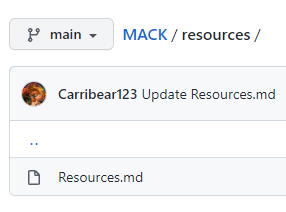 main MACK / resources /
Carribear123 Update Resources.md
..
Resources.md